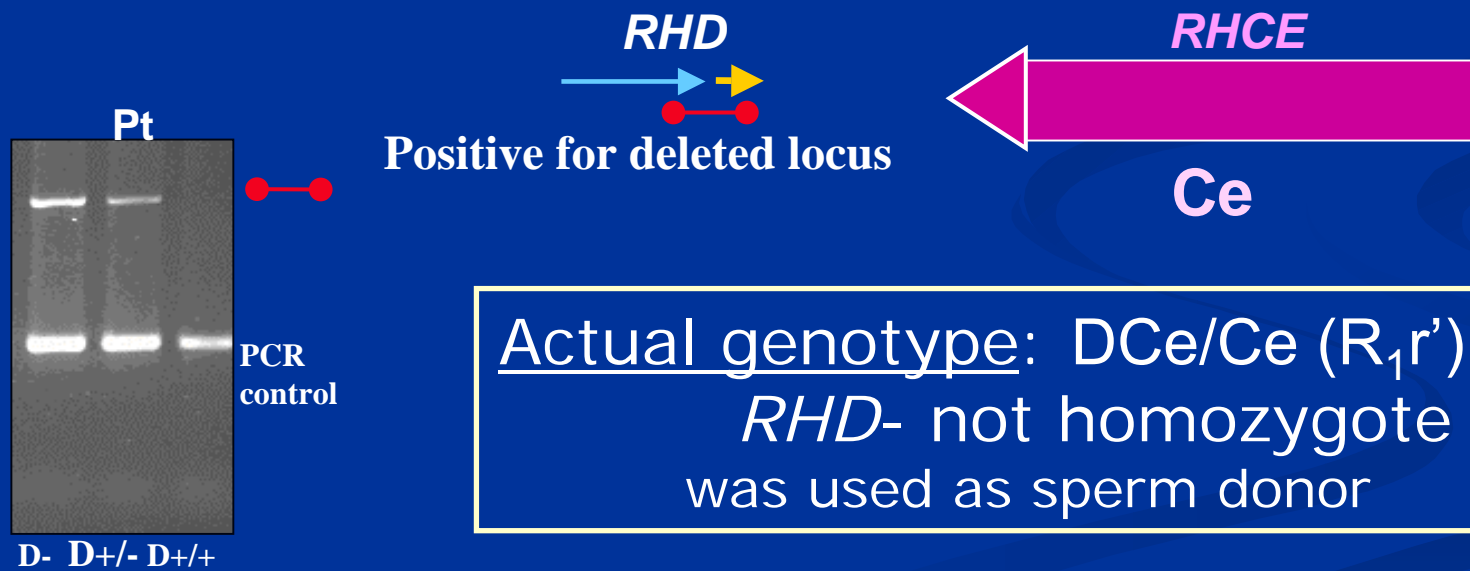 RHD
RHCE
Pt
Positive for deleted locus
Ce
PCR
control
Actual genotype: DCe/Ce (R₁r’)
RHD- not homozygote
was used as sperm donor
D- D+/- D+/+